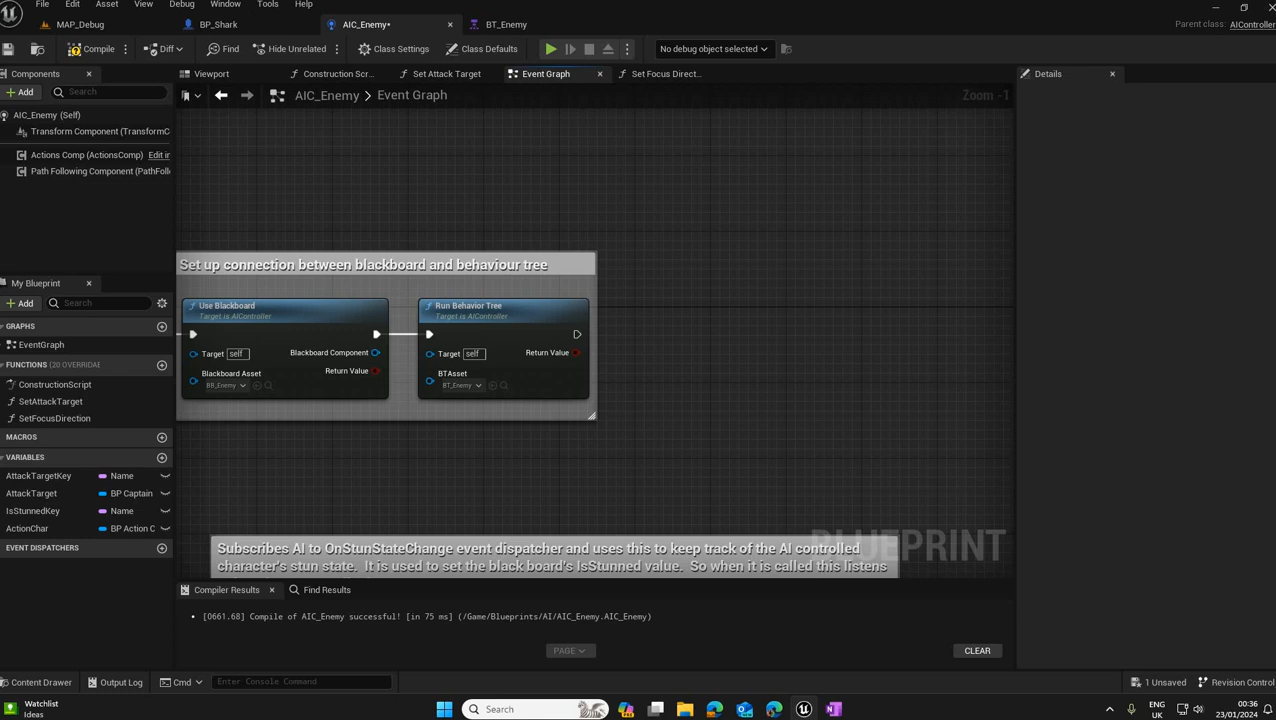 File Edit Asset View Debug Window Tools Help
MAP_Debug BP_Shark AIC_Enemy* BT_Enemy Parent class: AIController
Compile Diff Find Hide Unrelated Class Settings Class Defaults No debug object selected
Components Viewport Construction Scr... Set Attack Target Event Graph Set Focus Direct... Details
Add Search
AIC_Enemy > Event Graph Zoom -1
AIC_Enemy (Self)
Transform Component (TransformC
Actions Comp (ActionsComp) Edit in
Path Following Component (PathFoll
Set up connection between blackboard and behaviour tree
Use Blackboard
Target is AIController
Target self Blackboard Component
Blackboard Asset Return Value
BB_Enemy
Run Behavior Tree
Target is AIController
Target self Return Value
BTAsset
BT_Enemy
My Blueprint
Add Search
GRAPHS
EventGraph
FUNCTIONS (20 OVERRIDAE
ConstructionScript
SetAttackTarget
SetFocusDirection
MACROS
VARIABLES
AttackTargetKey Name
AttackTarget BP Captain
IsStunnedKey Name
ActionChar BP Action C
EVENT DISPATCHERS
BLUEPRINT
Subscribes AI to OnStunStateChange event dispatcher and uses this to keep track of the AI controlled
character's stun state. It is used to set the black board's IsStunned value. So when it is called this listens
Compiler Results Find Results
[0661.68] Compile of AIC_Enemy successful! [in 75 ms] (/Game/Blueprints/AI/AIC_Enemy.AIC_Enemy)
PAGE CLEAR
Content Drawer Output Log Cmd Enter Console Command 1 Unsaved Revision Control
Watchlist
Ideas
Search
00:36
ENG
UK
23/01/2024